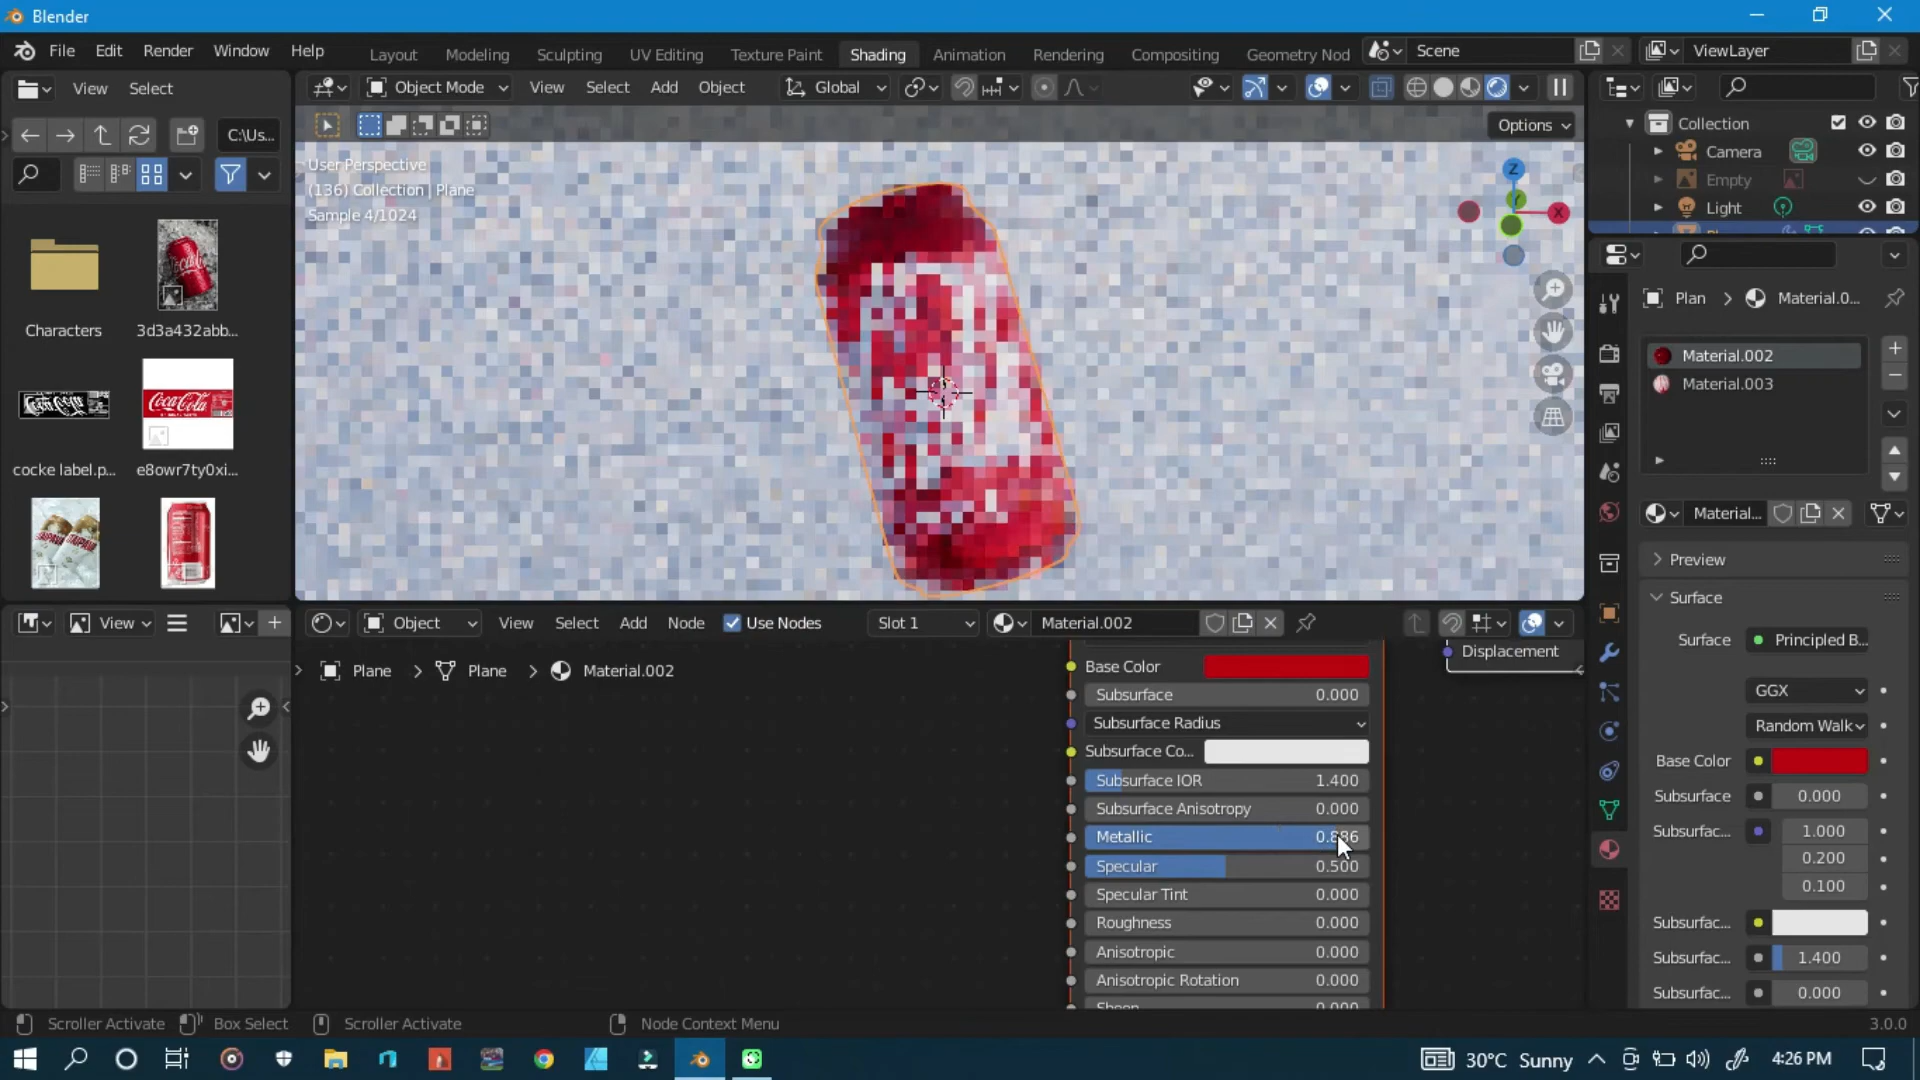 Blender
File Edit Render Window Help
Layout Modeling Sculpting UV Editing Texture Paint Shading Animation Rendering Compositing Geometry Nod
Scene
ViewLayer
View Select
Object Mode View Select Add Object Global
C:\Us...
Options
User Perspective
(136) Collection | Plane
Sample 4/1024
Z
Y
X
Collection
Camera
Empty
Light
Characters
3d3a432abb...
Coca-Cola
cocke label.p...
e8owr7ty0xi...
Plan > Material.0...
Material.002
Material.003
Material...
Preview
Surface
Surface Principled B...
GGX
Random Walk
Base Color
Subsurface 0.000
Subsurfac... 1.000
0.200
0.100
Subsurfac...
Subsurfac... 1.400
Subsurfac... 0.000
View
Object View Select Add Node Use Nodes Slot 1 Material.002
Plane > Plane > Material.002
Displacement
Base Color
Subsurface 0.000
Subsurface Radius
Subsurface Co...
Subsurface IOR 1.400
Subsurface Anisotropy 0.000
Metallic 0.886
Specular 0.500
Specular Tint 0.000
Roughness 0.000
Anisotropic 0.000
Anisotropic Rotation 0.000
Scroller Activate Box Select Scroller Activate Node Context Menu 3.0.0
30°C Sunny 4:26 PM